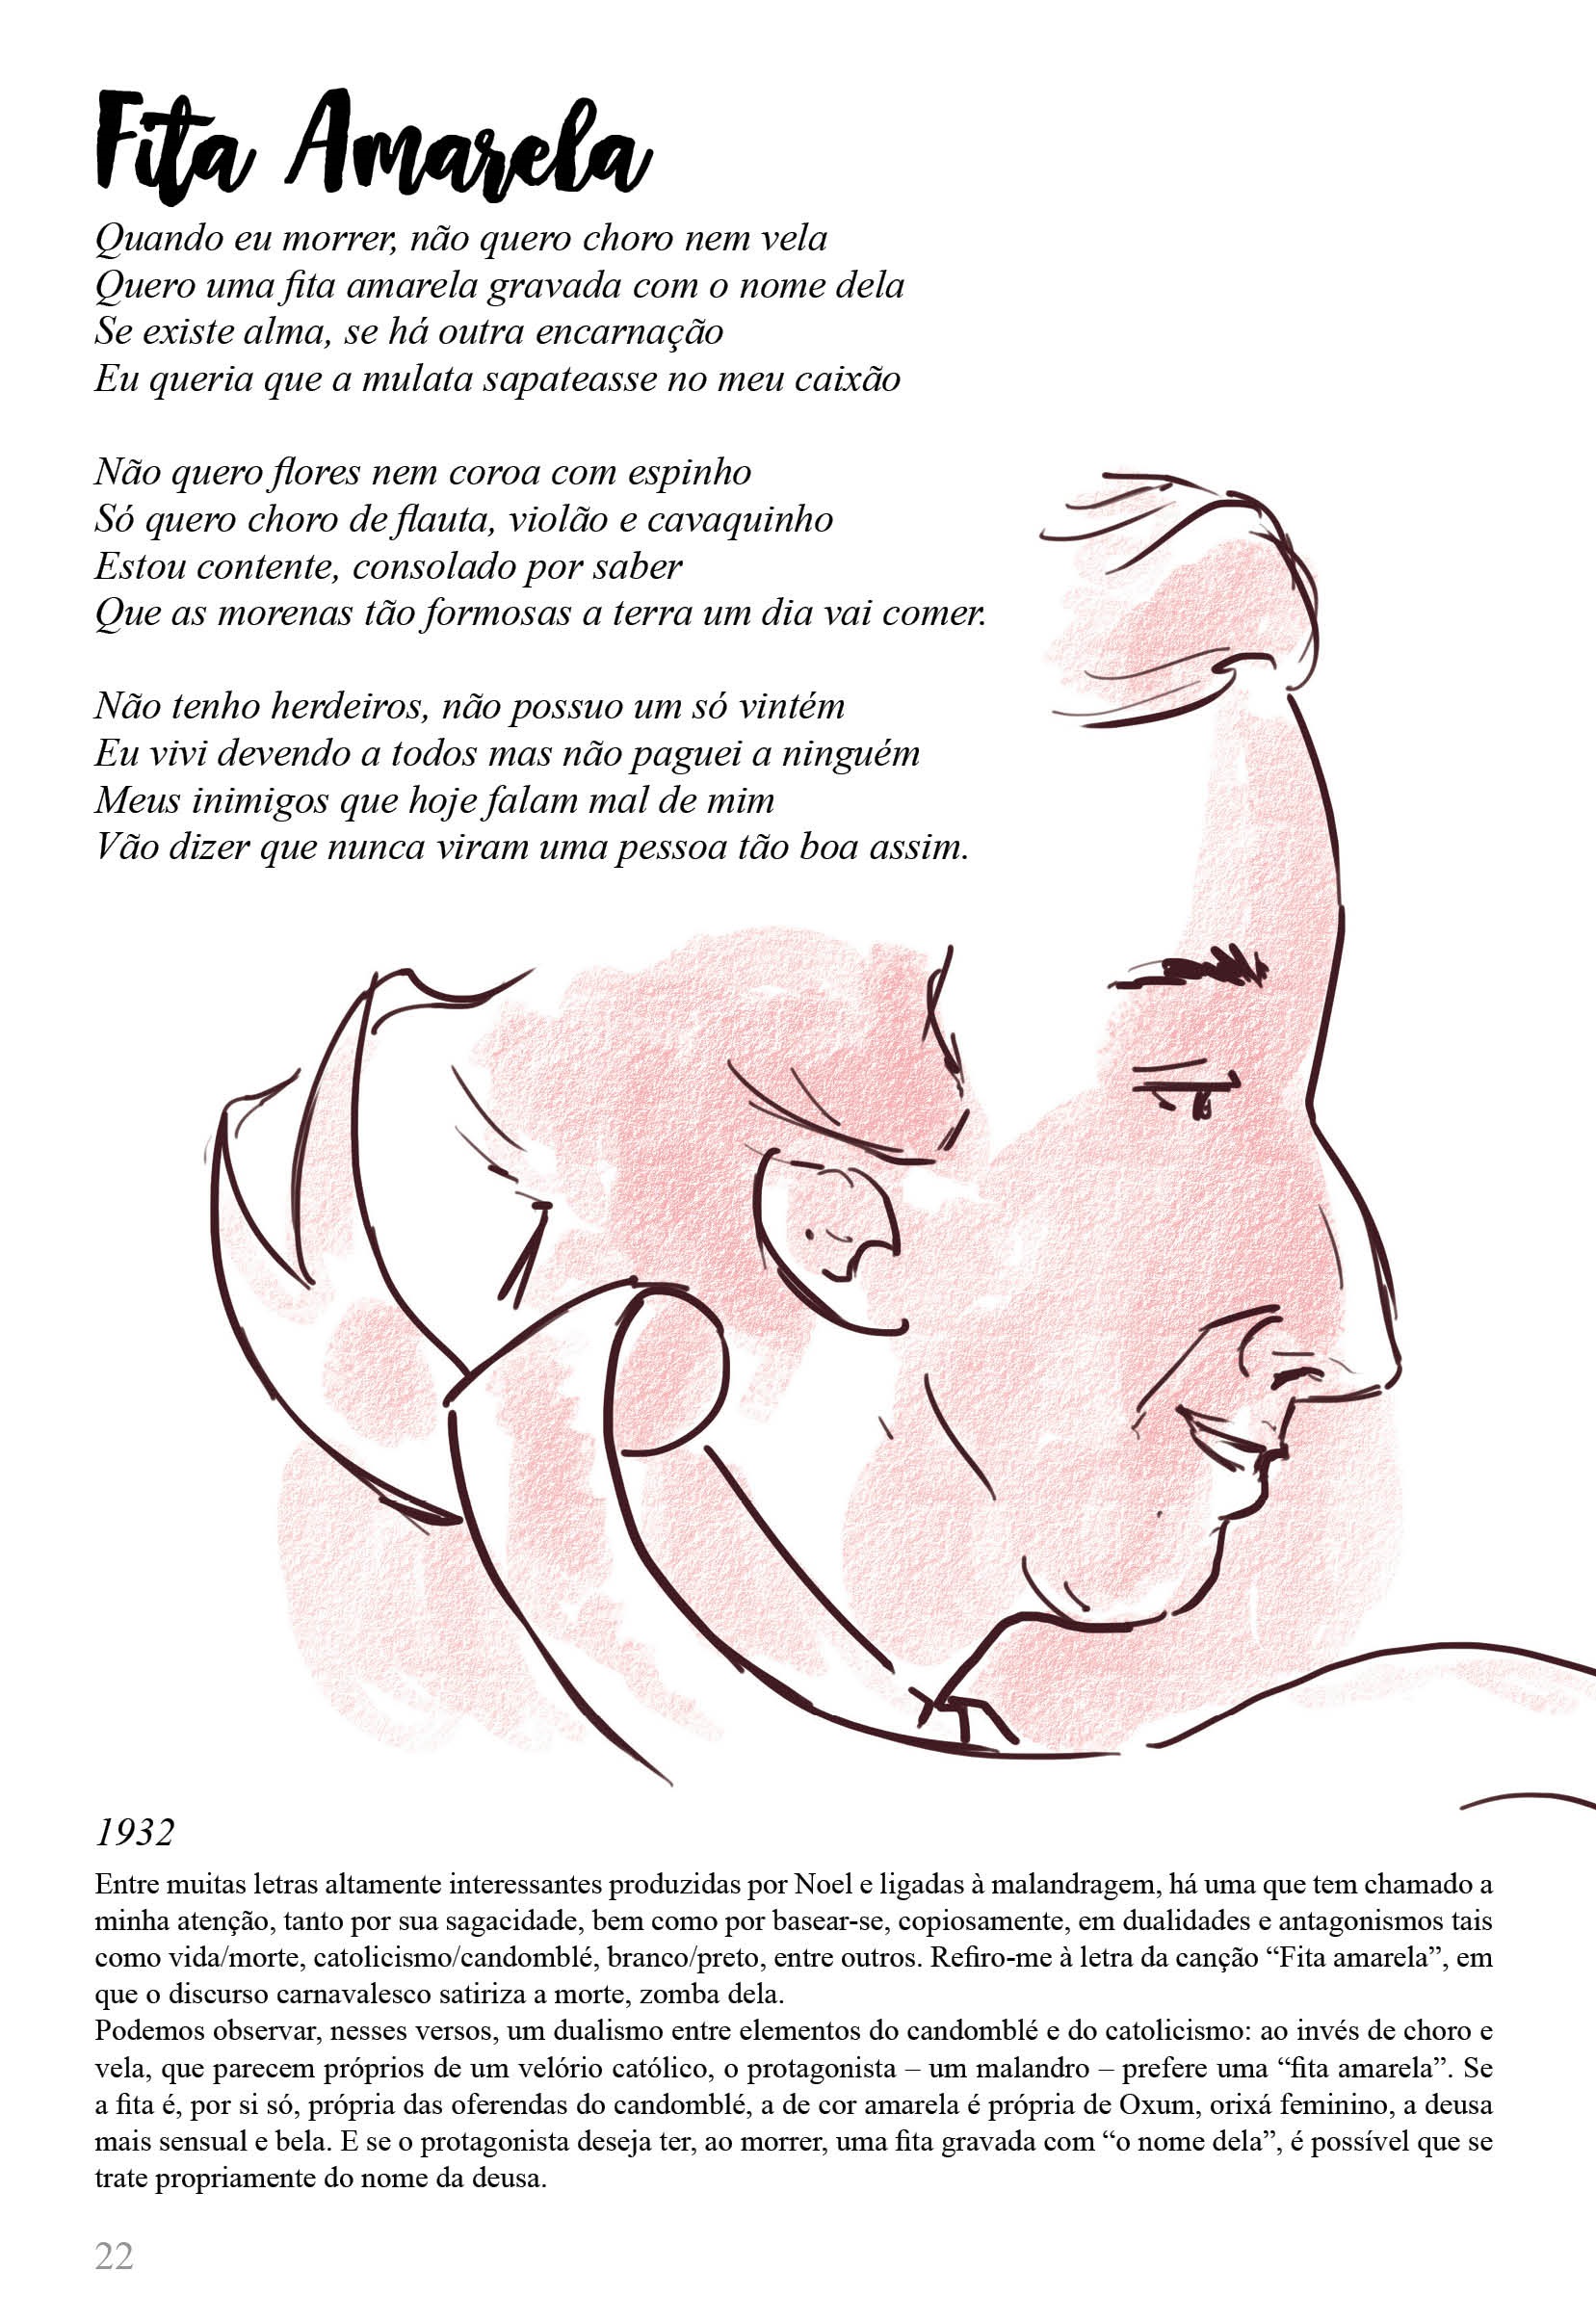 Fita Amarela
Quando eu morrer, não quero choro nem vela
Quero uma fita amarela gravada com o nome dela
Se existe alma, se há outra encarnação
Eu queria que a mulata sapateasse no meu caixão
Não quero flores nem coroa com espinho
Só quero choro de flauta, violão e cavaquinho
Estou contente, consolado por saber
Que as morenas tão formosas a terra um dia vai comer.
Não tenho herdeiros, não possuo um só vintém
Eu vivi devendo a todos mas não paguei a ninguém
Meus inimigos que hoje falam mal de mim
Vão dizer que nunca viram uma pessoa tão boa assim.
1932
Entre muitas letras altamente interessantes produzidas por Noel e ligadas à malandragem, há uma que tem chamado a
minha atenção, tanto por sua sagacidade, bem como por basear-se, copiosamente, em dualidades e antagonismos tais
como vida/morte, catolicismo/candomblé, branco/preto, entre outros. Refiro-me à letra da canção “Fita amarela”, em
que o discurso carnavalesco satiriza a morte, zomba dela.
Podemos observar, nesses versos, um dualismo entre elementos do candomblé e do catolicismo: ao invés de choro e
vela, que parecem próprios de um velório católico, o protagonista – um malandro – prefere uma “fita amarela”. Se
a fita é, por si só, própria das oferendas do candomblé, a de cor amarela é própria de Oxum, orixá feminino, a deusa
mais sensual e bela. E se o protagonista deseja ter, ao morrer, uma fita gravada com “o nome dela”, é possível que se
trate propriamente do nome da deusa.
22